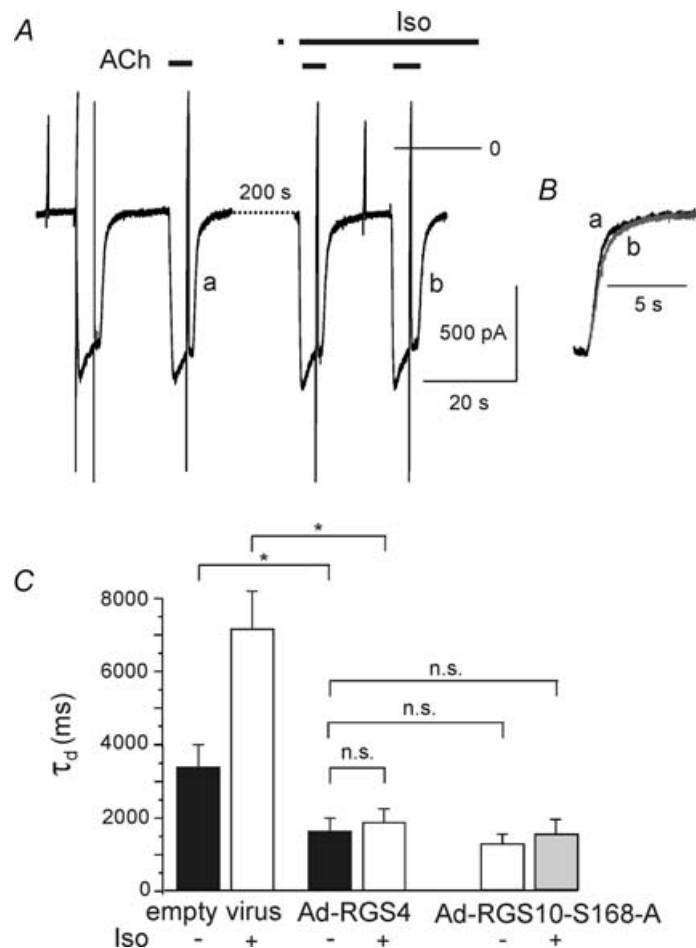 A
Iso
ACh
0
200 s
B
a
b
a
b
5 s
500 pA
20 s
C
*
*
n.s.
n.s.
n.s.
τd (ms)
8000
6000
4000
2000
0
empty virus Ad-RGS4 Ad-RGS10-S168-A
Iso - + - + - +